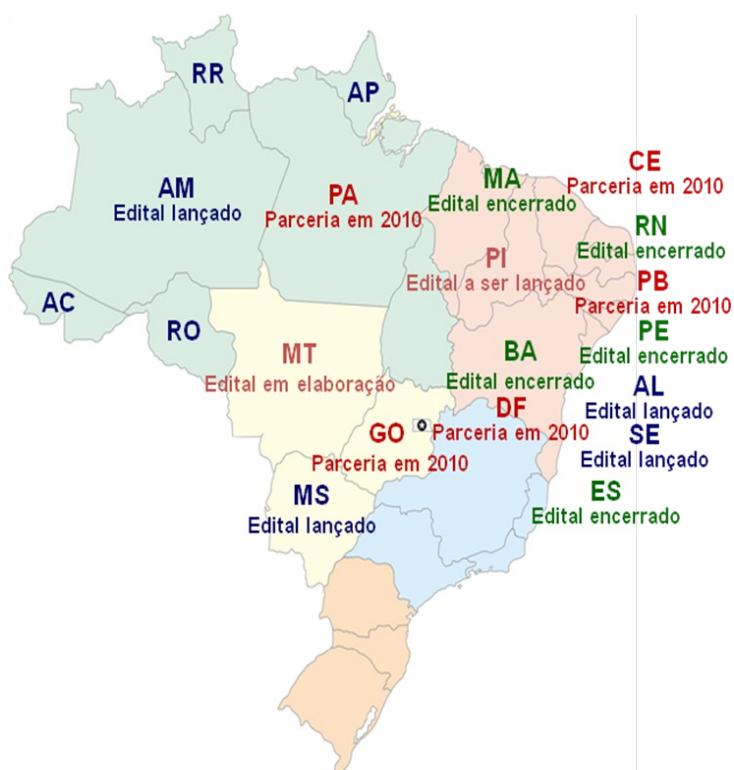 RR
AP
AM
Edital lançado
PA
Parceria em 2010
MA
Edital encerrado
CE
Parceria em 2010
RN
Edital encerrado
PI
Edital a ser lançado
PB
Parceria em 2010
AC
RO
MT
Edital em elaboração
BA
Edital encerrado
PE
Edital encerrado
AL
Edital lançado
DF
Parceria em 2010
SE
Edital lançado
GO
Parceria em 2010
MS
Edital lançado
ES
Edital encerrado